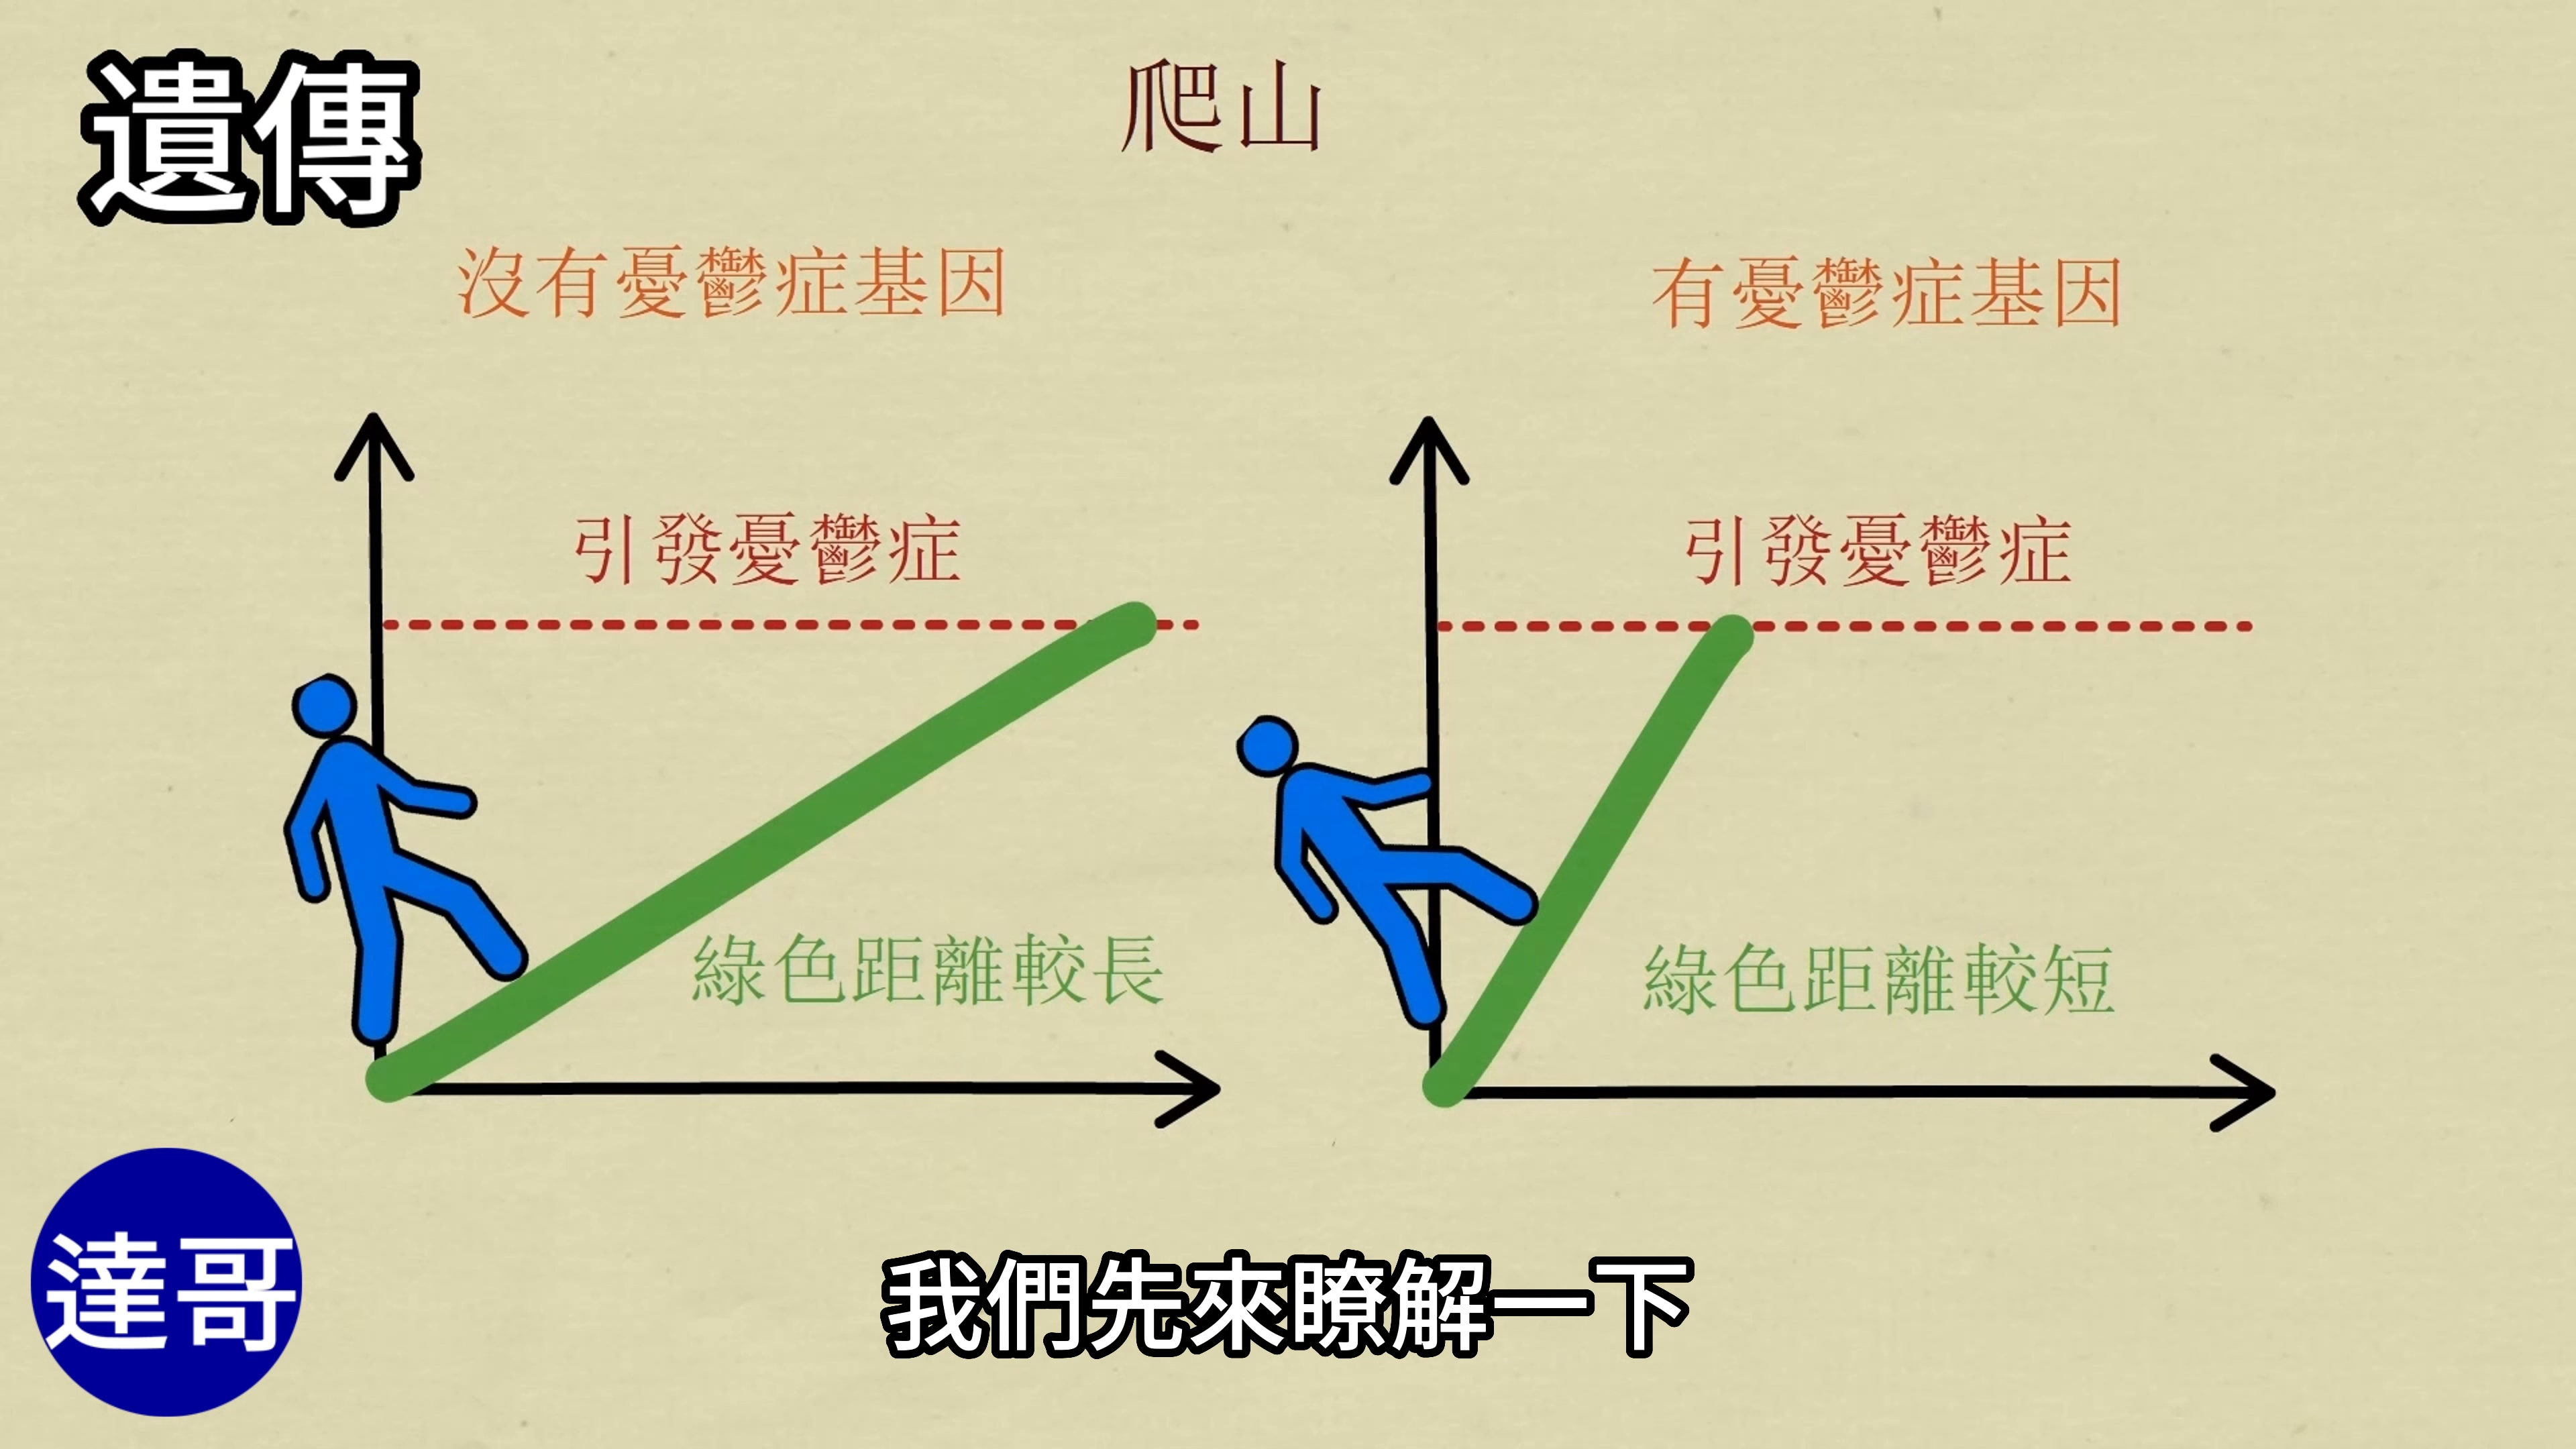 遺傳
爬山
沒有憂鬱症基因
有憂鬱症基因
引發憂鬱症
引發憂鬱症
綠色距離較長
綠色距離較短
達哥
我們先來瞭解一下